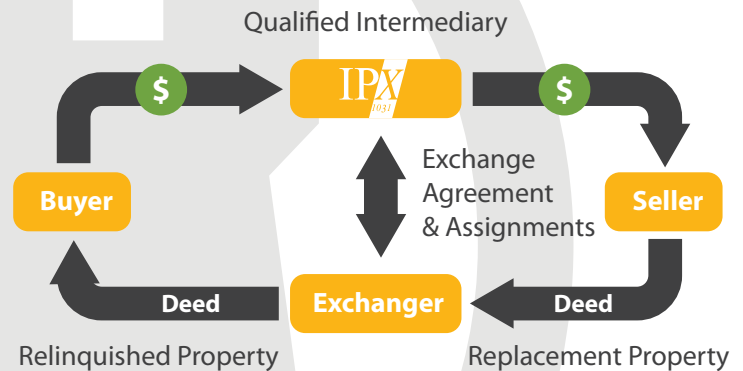 Qualified Intermediary
$
IPX
1031
$
Buyer
Exchange
Agreement
& Assignments
Seller
Deed
Exchanger
Deed
Relinquished Property
Replacement Property